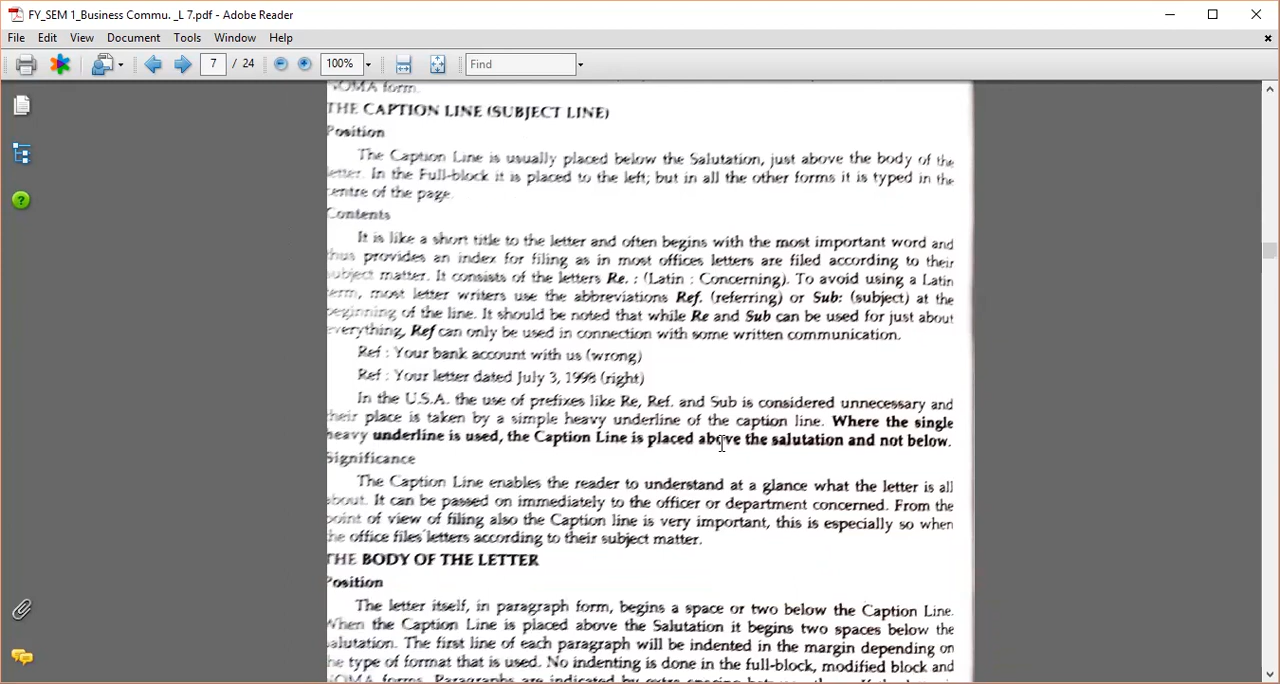 FY_SEM 1_Business Commu. _L 7.pdf - Adobe Reader
File Edit View Document Tools Window Help
7 / 24 100% Find
NOMA form.
THE CAPTION LINE (SUBJECT LINE)
Position
The Caption Line is usually placed below the Salutation, just above the body of the
letter. In the Full-block it is placed to the left; but in all the other forms it is typed in the
centre of the page.
Contents
It is like a short title to the letter and often begins with the most important word and
thus provides an index for filing as in most offices letters are filed according to their
subject matter. It consists of the letters Re. : (Latin : Concerning). To avoid using a Latin
term, most letter writers use the abbreviations Ref. (referring) or Sub: (subject) at the
beginning of the line. It should be noted that while Re and Sub can be used for just about
everything, Ref can only be used in connection with some written communication.
Ref : Your bank account with us (wrong)
Ref : Your letter dated July 3, 1998 (right)
In the U.S.A. the use of prefixes like Re, Ref. and Sub is considered unnecessary and
their place is taken by a simple heavy underline of the caption line. Where the single
heavy underline is used, the Caption Line is placed above the salutation and not below.
Significance
The Caption Line enables the reader to understand at a glance what the letter is all
about. It can be passed on immediately to the officer or department concerned. From the
point of view of filing also the Caption line is very important, this is especially so when
the office files letters according to their subject matter.
THE BODY OF THE LETTER
Position
The letter itself, in paragraph form, begins a space or two below the Caption Line.
When the Caption Line is placed above the Salutation it begins two spaces below the
salutation. The first line of each paragraph will be indented in the margin depending on
the type of format that is used. No indenting is done in the full-block, modified block and
NOMA forms. Paragraphs are indicated by extra spacing between